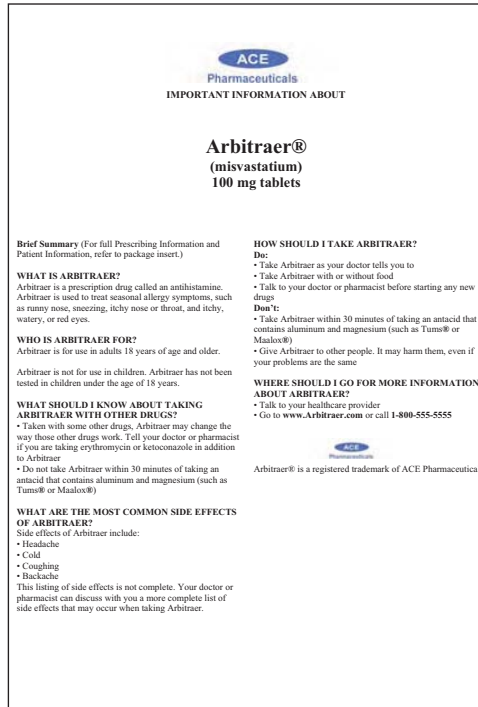 ACE
Pharmaceuticals
IMPORTANT INFORMATION ABOUT
Arbitraer®
(misvastatium)
100 mg tablets
Brief Summary (For full Prescribing Information and
Patient Information, refer to package insert.)
WHAT IS ARBITRAER?
Arbitraer is a prescription drug called an antihistamine.
Arbitraer is used to treat seasonal allergy symptoms, such
as runny nose, sneezing, itchy nose or throat, and itchy,
watery, or red eyes.
WHO IS ARBITRAER FOR?
Arbitraer is for use in adults 18 years of age and older.
Arbitraer is not for use in children. Arbitraer has not been
tested in children under the age of 18 years.
WHAT SHOULD I KNOW ABOUT TAKING
ARBITRAER WITH OTHER DRUGS?
• Taken with some other drugs, Arbitraer may change the
way those other drugs work. Tell your doctor or pharmacist
if you are taking erythromycin or ketoconazole in addition
to Arbitraer
• Do not take Arbitraer within 30 minutes of taking an
antacid that contains aluminum and magnesium (such as
Tums® or Maalox®)
WHAT ARE THE MOST COMMON SIDE EFFECTS
OF ARBITRAER?
Side effects of Arbitraer include:
• Headache
• Cold
• Coughing
• Backache
This listing of side effects is not complete. Your doctor or
pharmacist can discuss with you a more complete list of
side effects that may occur when taking Arbitraer.
HOW SHOULD I TAKE ARBITRAER?
Do:
• Take Arbitraer as your doctor tells you to
• Take Arbitraer with or without food
• Talk to your doctor or pharmacist before starting any new
drugs
Don't:
• Take Arbitraer within 30 minutes of taking an antacid that
contains aluminum and magnesium (such as Tums® or
Maalox®)
• Give Arbitraer to other people. It may harm them, even if
your problems are the same
WHERE SHOULD I GO FOR MORE INFORMATION
ABOUT ARBITRAER?
• Talk to your healthcare provider
• Go to www.Arbitraer.com or call 1-800-555-5555
ACE
Pharmaceuticals
Arbitraer® is a registered trademark of ACE Pharmaceutica